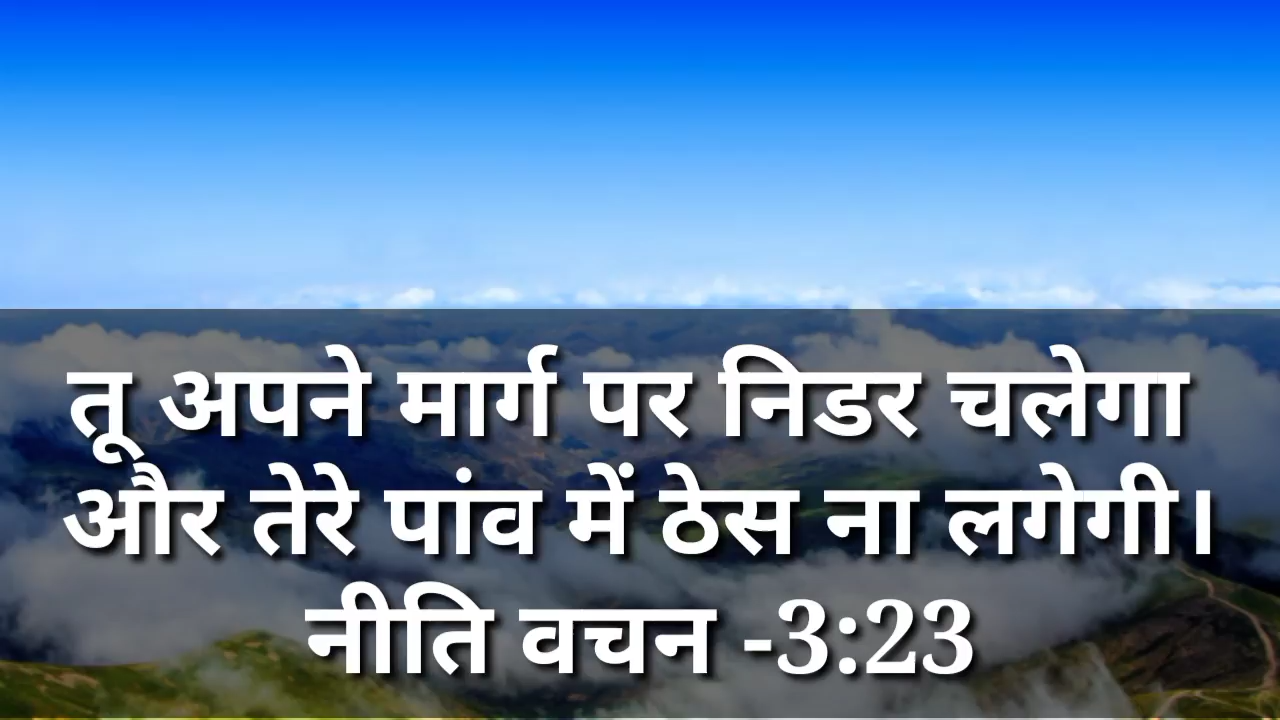 तू अपने मार्ग पर निडर चलेगा
और तेरे पांव में ठेस ना लगेगी।
नीति वचन -3:23